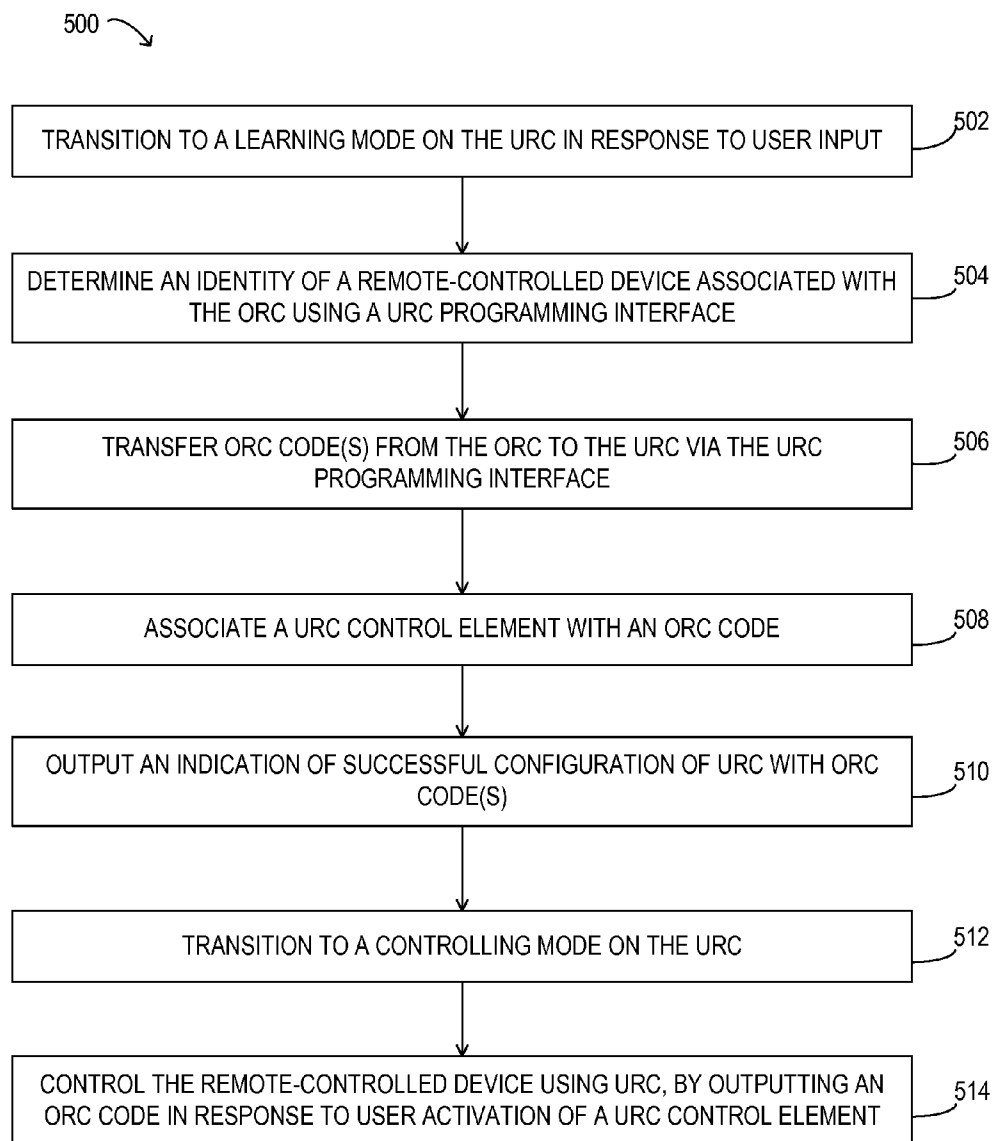 500
TRANSITION TO A LEARNING MODE ON THE URC IN RESPONSE TO USER INPUT
502
DETERMINE AN IDENTITY OF A REMOTE-CONTROLLED DEVICE ASSOCIATED WITH
THE ORC USING A URC PROGRAMMING INTERFACE
504
TRANSFER ORC CODE(S) FROM THE ORC TO THE URC VIA THE URC
PROGRAMMING INTERFACE
506
ASSOCIATE A URC CONTROL ELEMENT WITH AN ORC CODE
508
OUTPUT AN INDICATION OF SUCCESSFUL CONFIGURATION OF URC WITH ORC
CODE(S)
510
TRANSITION TO A CONTROLLING MODE ON THE URC
512
CONTROL THE REMOTE-CONTROLLED DEVICE USING URC, BY OUTPUTTING AN
ORC CODE IN RESPONSE TO USER ACTIVATION OF A URC CONTROL ELEMENT
514